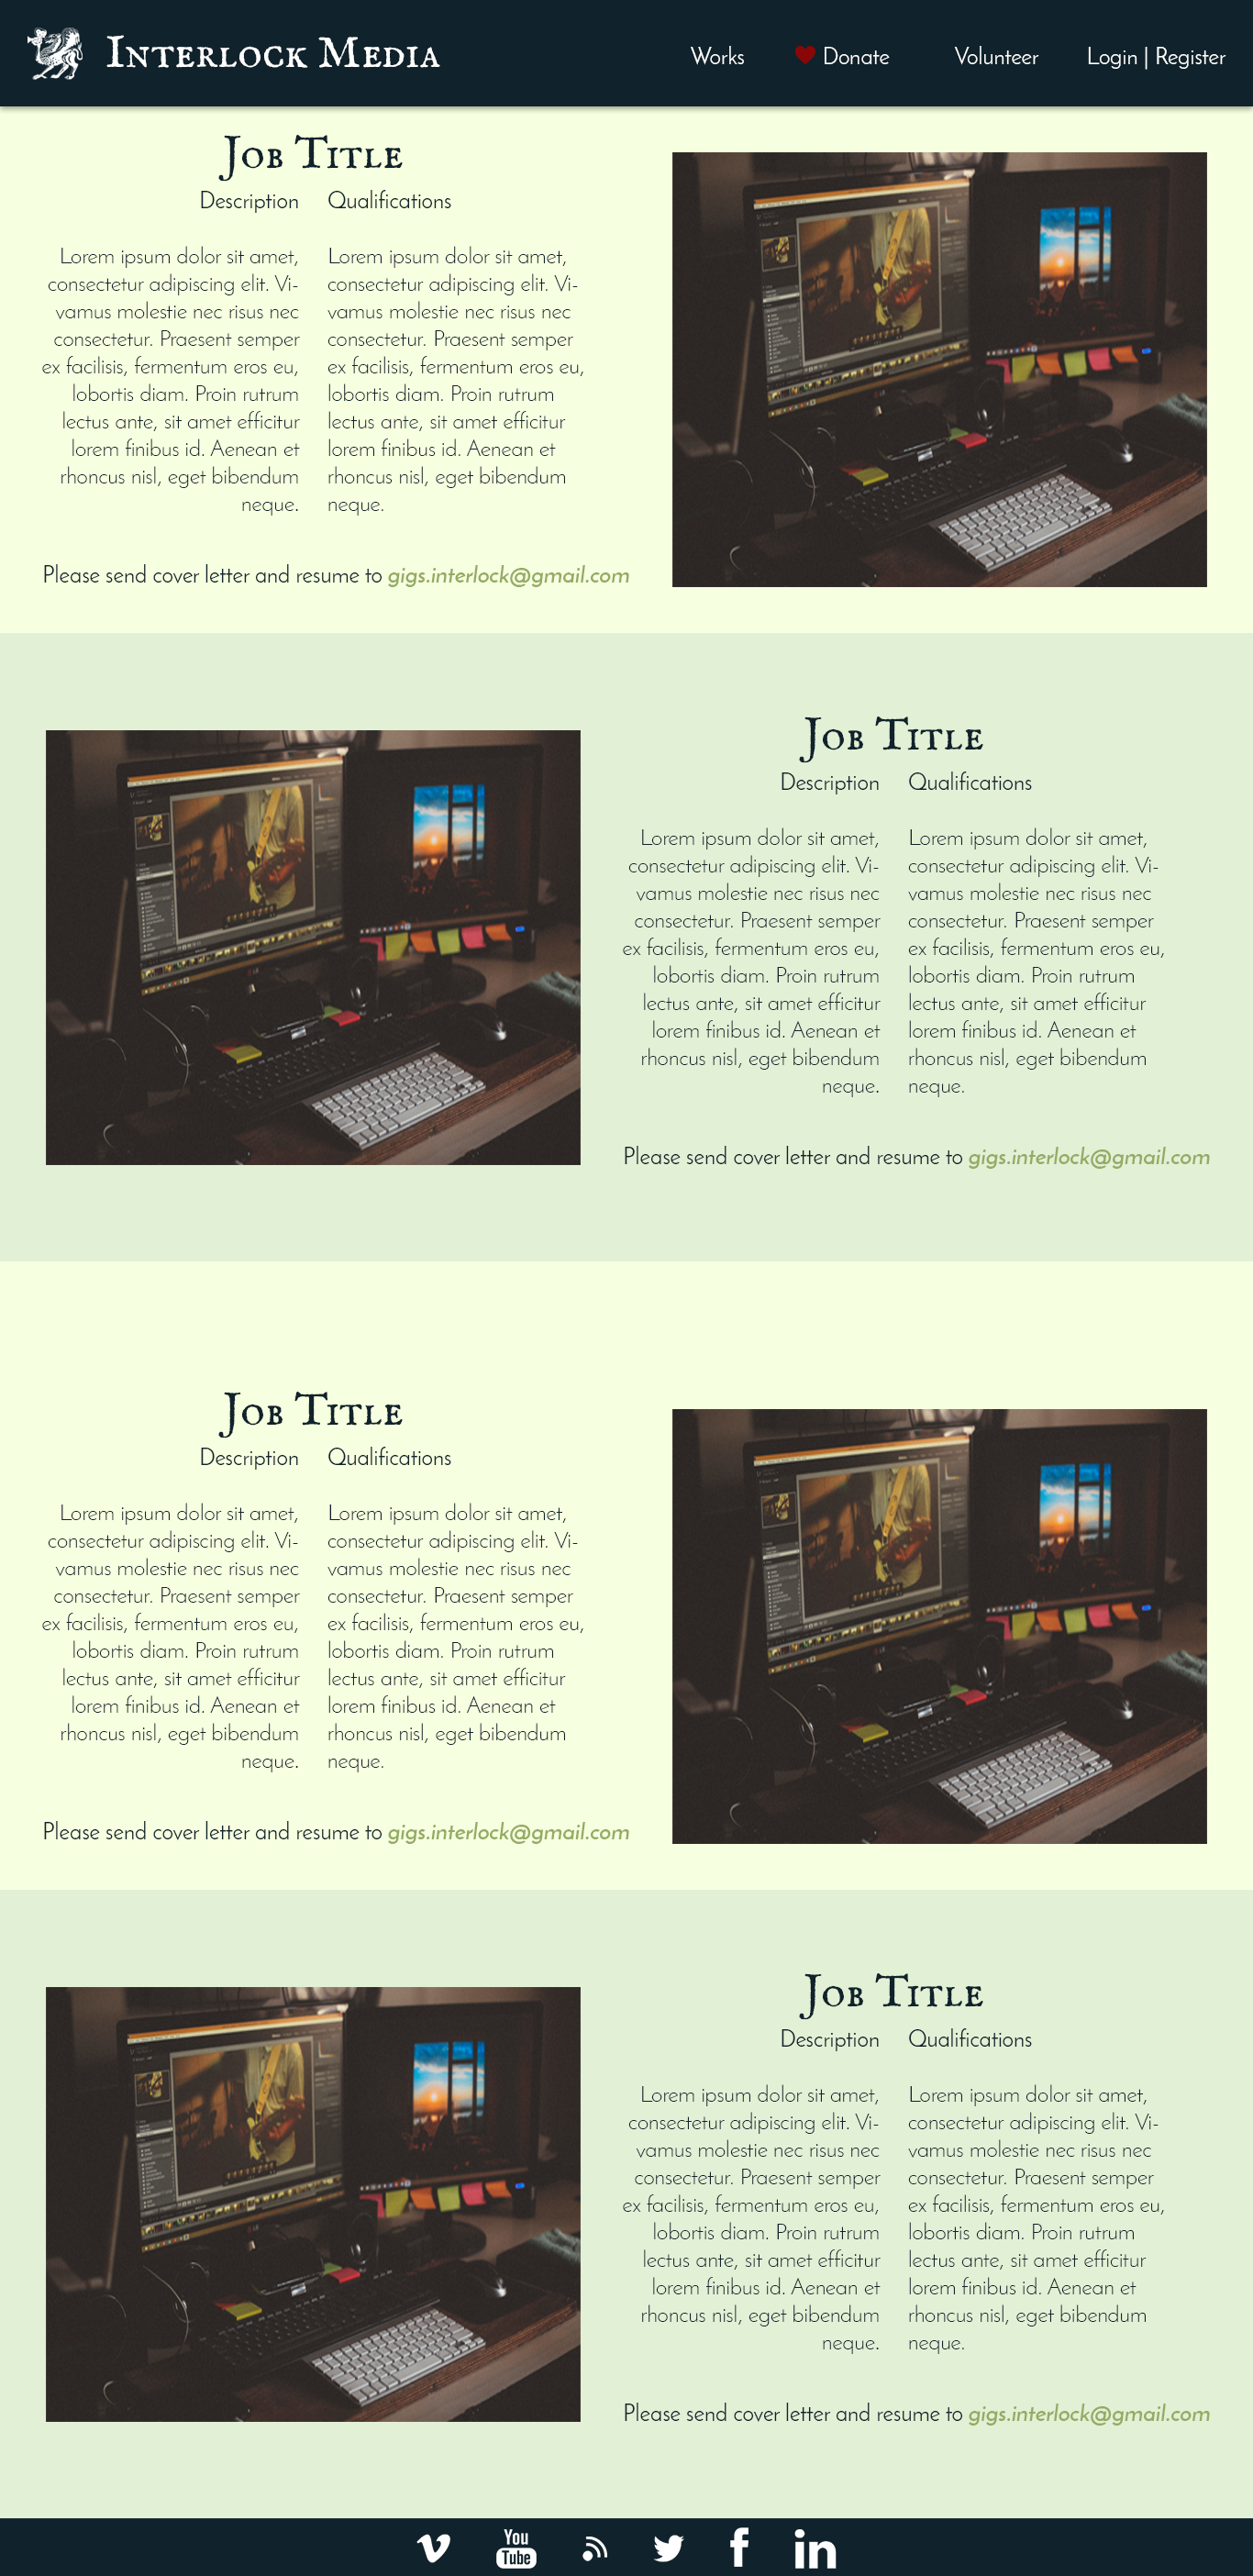 Interlock Media
Works
Donate
Volunteer
Login | Register
Job Title
Description
Lorem ipsum dolor sit amet,
consectetur adipiscing elit. Vi-
vamus molestie nec risus nec
consectetur. Praesent semper
ex facilisis, fermentum eros eu,
lobortis diam. Proin rutrum
lectus ante, sit amet efficitur
lorem finibus id. Aenean et
rhoncus nisl, eget bibendum
neque.
Qualifications
Lorem ipsum dolor sit amet,
consectetur adipiscing elit. Vi-
vamus molestie nec risus nec
consectetur. Praesent semper
ex facilisis, fermentum eros eu,
lobortis diam. Proin rutrum
lectus ante, sit amet efficitur
lorem finibus id. Aenean et
rhoncus nisl, eget bibendum
neque.
Please send cover letter and resume to gigs.interlock@gmail.com
Job Title
Description
Lorem ipsum dolor sit amet,
consectetur adipiscing elit. Vi-
vamus molestie nec risus nec
consectetur. Praesent semper
ex facilisis, fermentum eros eu,
lobortis diam. Proin rutrum
lectus ante, sit amet efficitur
lorem finibus id. Aenean et
rhoncus nisl, eget bibendum
neque.
Qualifications
Lorem ipsum dolor sit amet,
consectetur adipiscing elit. Vi-
vamus molestie nec risus nec
consectetur. Praesent semper
ex facilisis, fermentum eros eu,
lobortis diam. Proin rutrum
lectus ante, sit amet efficitur
lorem finibus id. Aenean et
rhoncus nisl, eget bibendum
neque.
Please send cover letter and resume to gigs.interlock@gmail.com
Job Title
Description
Lorem ipsum dolor sit amet,
consectetur adipiscing elit. Vi-
vamus molestie nec risus nec
consectetur. Praesent semper
ex facilisis, fermentum eros eu,
lobortis diam. Proin rutrum
lectus ante, sit amet efficitur
lorem finibus id. Aenean et
rhoncus nisl, eget bibendum
neque.
Qualifications
Lorem ipsum dolor sit amet,
consectetur adipiscing elit. Vi-
vamus molestie nec risus nec
consectetur. Praesent semper
ex facilisis, fermentum eros eu,
lobortis diam. Proin rutrum
lectus ante, sit amet efficitur
lorem finibus id. Aenean et
rhoncus nisl, eget bibendum
neque.
Please send cover letter and resume to gigs.interlock@gmail.com
Job Title
Description
Lorem ipsum dolor sit amet,
consectetur adipiscing elit. Vi-
vamus molestie nec risus nec
consectetur. Praesent semper
ex facilisis, fermentum eros eu,
lobortis diam. Proin rutrum
lectus ante, sit amet efficitur
lorem finibus id. Aenean et
rhoncus nisl, eget bibendum
neque.
Qualifications
Lorem ipsum dolor sit amet,
consectetur adipiscing elit. Vi-
vamus molestie nec risus nec
consectetur. Praesent semper
ex facilisis, fermentum eros eu,
lobortis diam. Proin rutrum
lectus ante, sit amet efficitur
lorem finibus id. Aenean et
rhoncus nisl, eget bibendum
neque.
Please send cover letter and resume to gigs.interlock@gmail.com
You
Tube
f
in